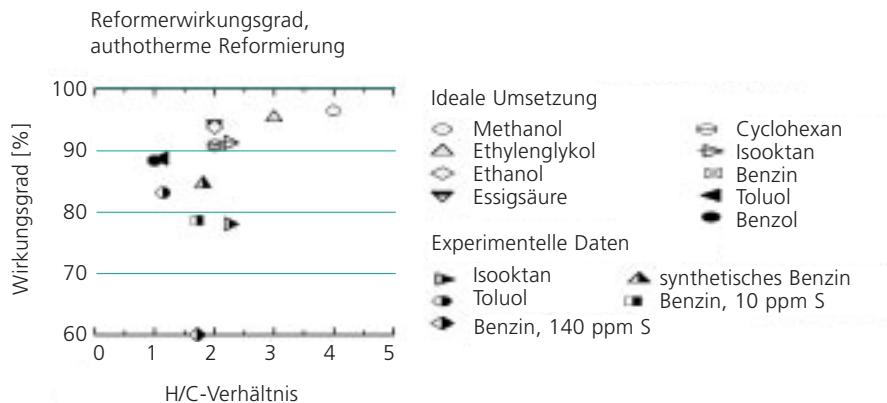 Reformerwirkungsgrad,
authotherme Reformierung
Wirkungsgrad [%]
100
90
80
70
60
0 1 2 3 4 5
H/C-Verhältnis
Ideale Umsetzung
Methanol
Ethylenglykol
Ethanol
Essigsäure
Cyclohexan
Isooktan
Benzin
Toluol
Benzol
Experimentelle Daten
Isooktan
Toluol
Benzin, 140 ppm S
synthetisches Benzin
Benzin, 10 ppm S